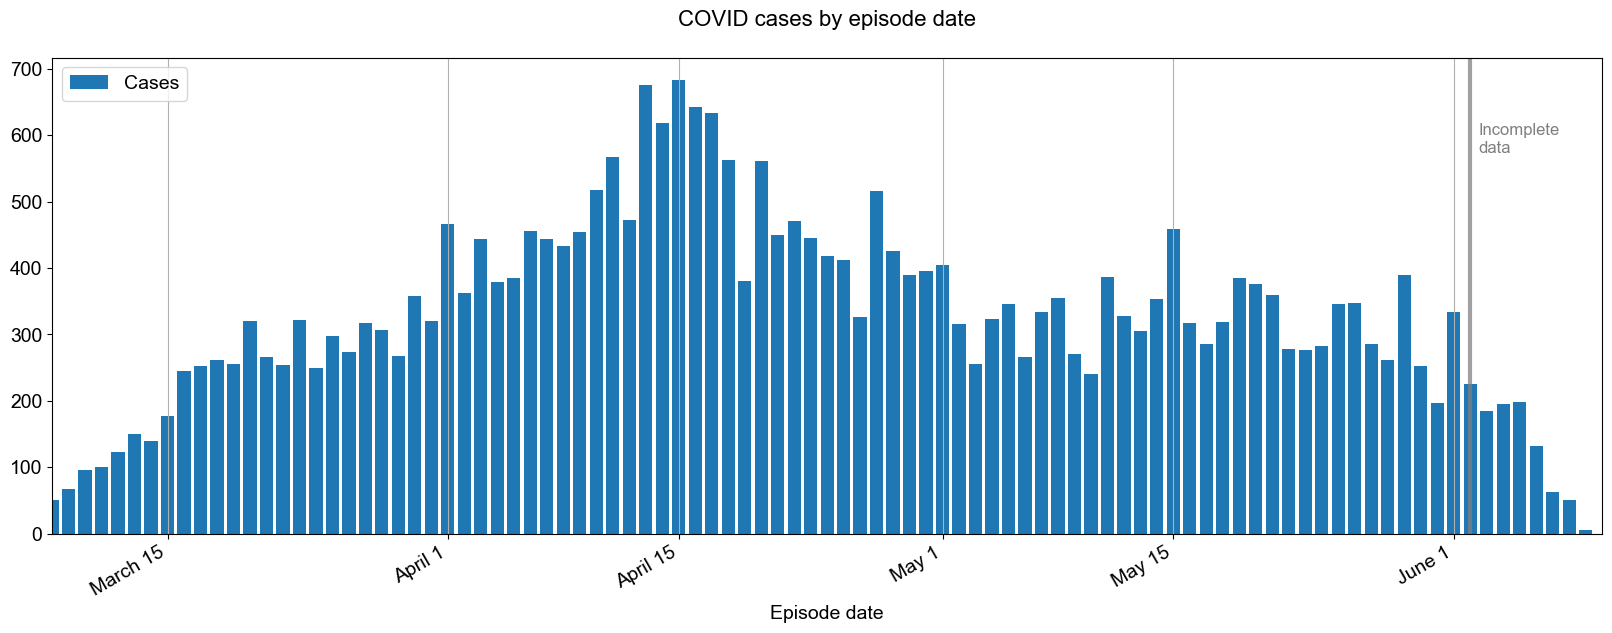 COVID cases by episode date
700
600
500
400
300
200
100
0
Cases
Incomplete
data
March 15
April 1
April 15
May 1
May 15
June 1
Episode date